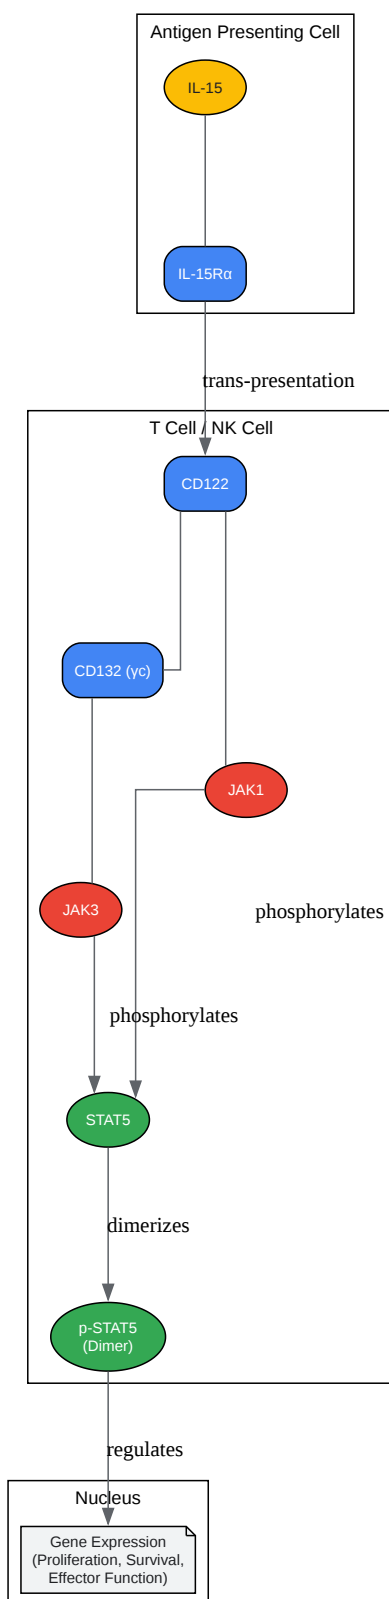 Antigen Presenting Cell
IL-15
IL-15Rα
trans-presentation
T Cell / NK Cell
CD122
CD132 (γc)
JAK1
JAK3
phosphorylates
phosphorylates
STAT5
dimerizes
p-STAT5
(Dimer)
regulates
Nucleus
Gene Expression
(Proliferation, Survival,
Effector Function)